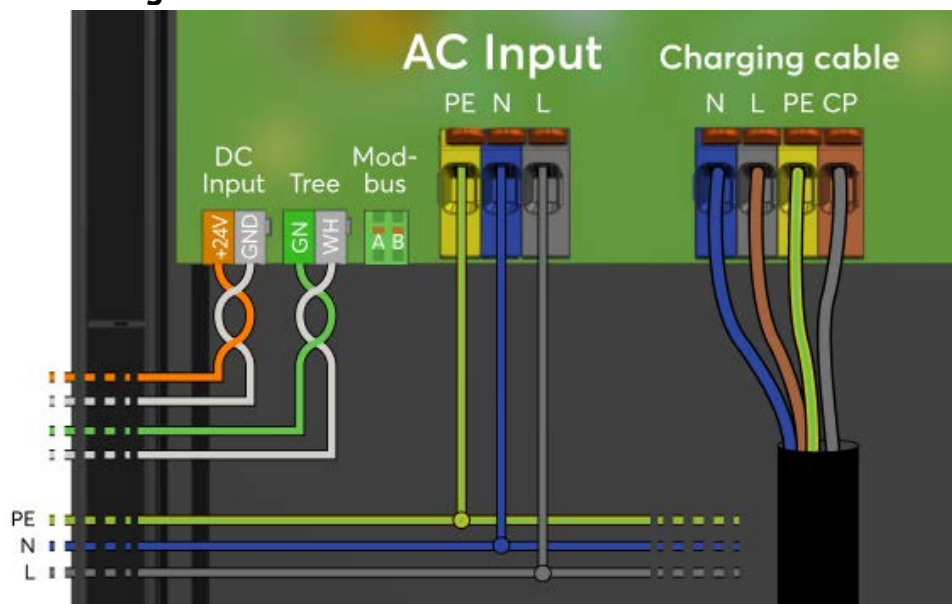 AC Input
Charging cable
PE N L
N L PE CP
DC
Input
Tree
Mod-
bus
+24V
GND
GN
WH
A B
PE
N
L